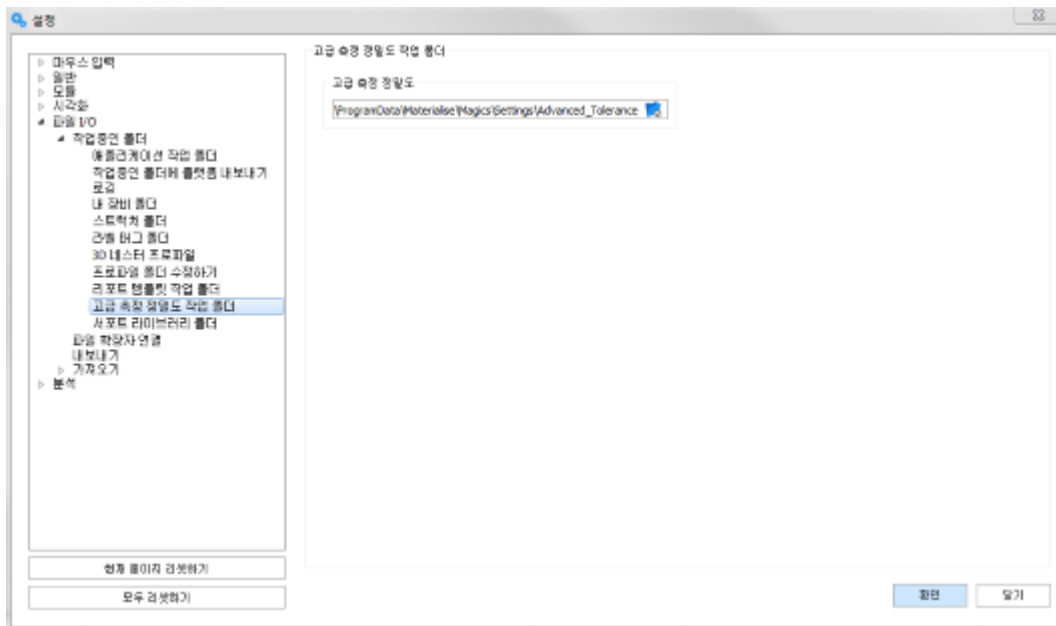 설정
마우스 입력
일반
모듈
시각화
파일 I/O
작업중인 폴더
애플리케이션 작업 폴더
작업중인 폴더에 플랫폼 내보내기
로깅
내 장비 폴더
스트럭처 폴더
라벨 태그 폴더
3D 네스터 프로파일
프로파일 폴더 수정하기
리포트 템플릿 작업 폴더
고급 측정 정밀도 작업 폴더
서포트 라이브러리 폴더
파일 확장자 연결
내보내기
가져오기
분석
현재 페이지 리셋하기
모두 리셋하기
고급 측정 정밀도 작업 폴더
고급 측정 정밀도
\ProgramData\Materialise\Magics\Settings\Advanced_Tolerance
확인
닫기